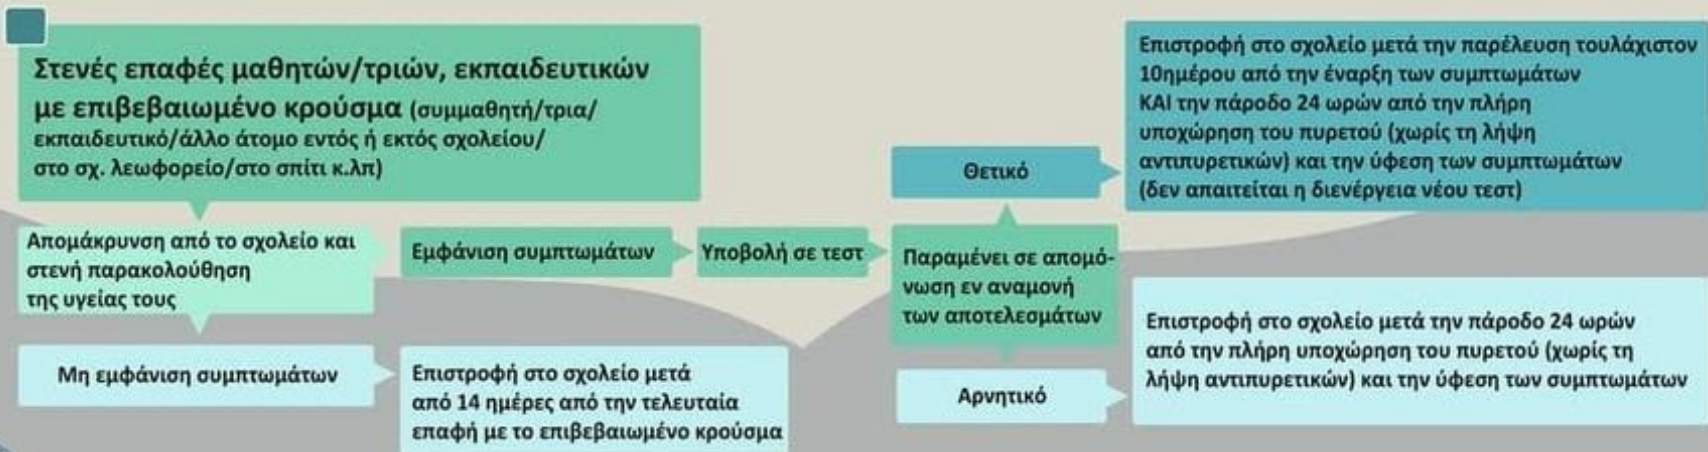 Στενές επαφές μαθητών/τριών, εκπαιδευτικών
με επιβεβαιωμένο κρούσμα (συμμαθητή/τρια/
εκπαιδευτικό/άλλο άτομο εντός ή εκτός σχολείου/
στο σχ. λεωφορείο/στο σπίτι κ.λπ)
Απομάκρυνση από το σχολείο και
στενή παρακολούθηση
της υγείας τους
Μη εμφάνιση συμπτωμάτων
Επιστροφή στο σχολείο μετά
από 14 ημέρες από την τελευταία
επαφή με το επιβεβαιωμένο κρούσμα
Εμφάνιση συμπτωμάτων
Υποβολή σε τεστ
Παραμένει σε απομό-
νωση εν αναμονή
των αποτελεσμάτων
Θετικό
Επιστροφή στο σχολείο μετά την παρέλευση τουλάχιστον
10ημέρου από την έναρξη των συμπτωμάτων
ΚΑΙ την πάροδο 24 ωρών από την πλήρη
υποχώρηση του πυρετού (χωρίς τη λήψη
αντιπυρετικών) και την ύφεση των συμπτωμάτων
(δεν απαιτείται η διενέργεια νέου τεστ)
Αρνητικό
Επιστροφή στο σχολείο μετά την πάροδο 24 ωρών
από την πλήρη υποχώρηση του πυρετού (χωρίς τη
λήψη αντιπυρετικών) και την ύφεση των συμπτωμάτων